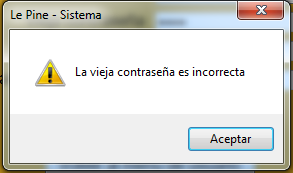 Le Pine - Sistema
La vieja contraseña es incorrecta
Aceptar